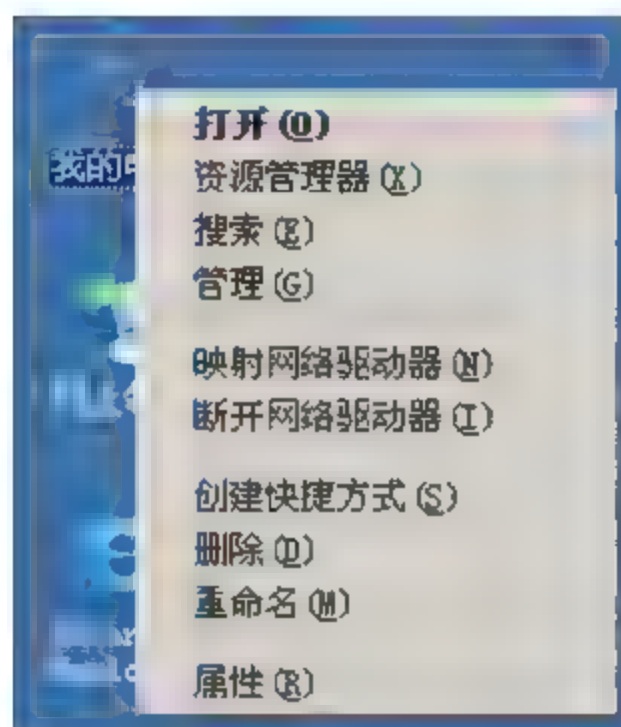 打开(O)
我的
资源管理器(X)
搜索(E)
管理(G)
映射网络驱动器(N)
断开网络驱动器(I)
创建快捷方式(S)
删除(D)
重命名(M)
属性(R)